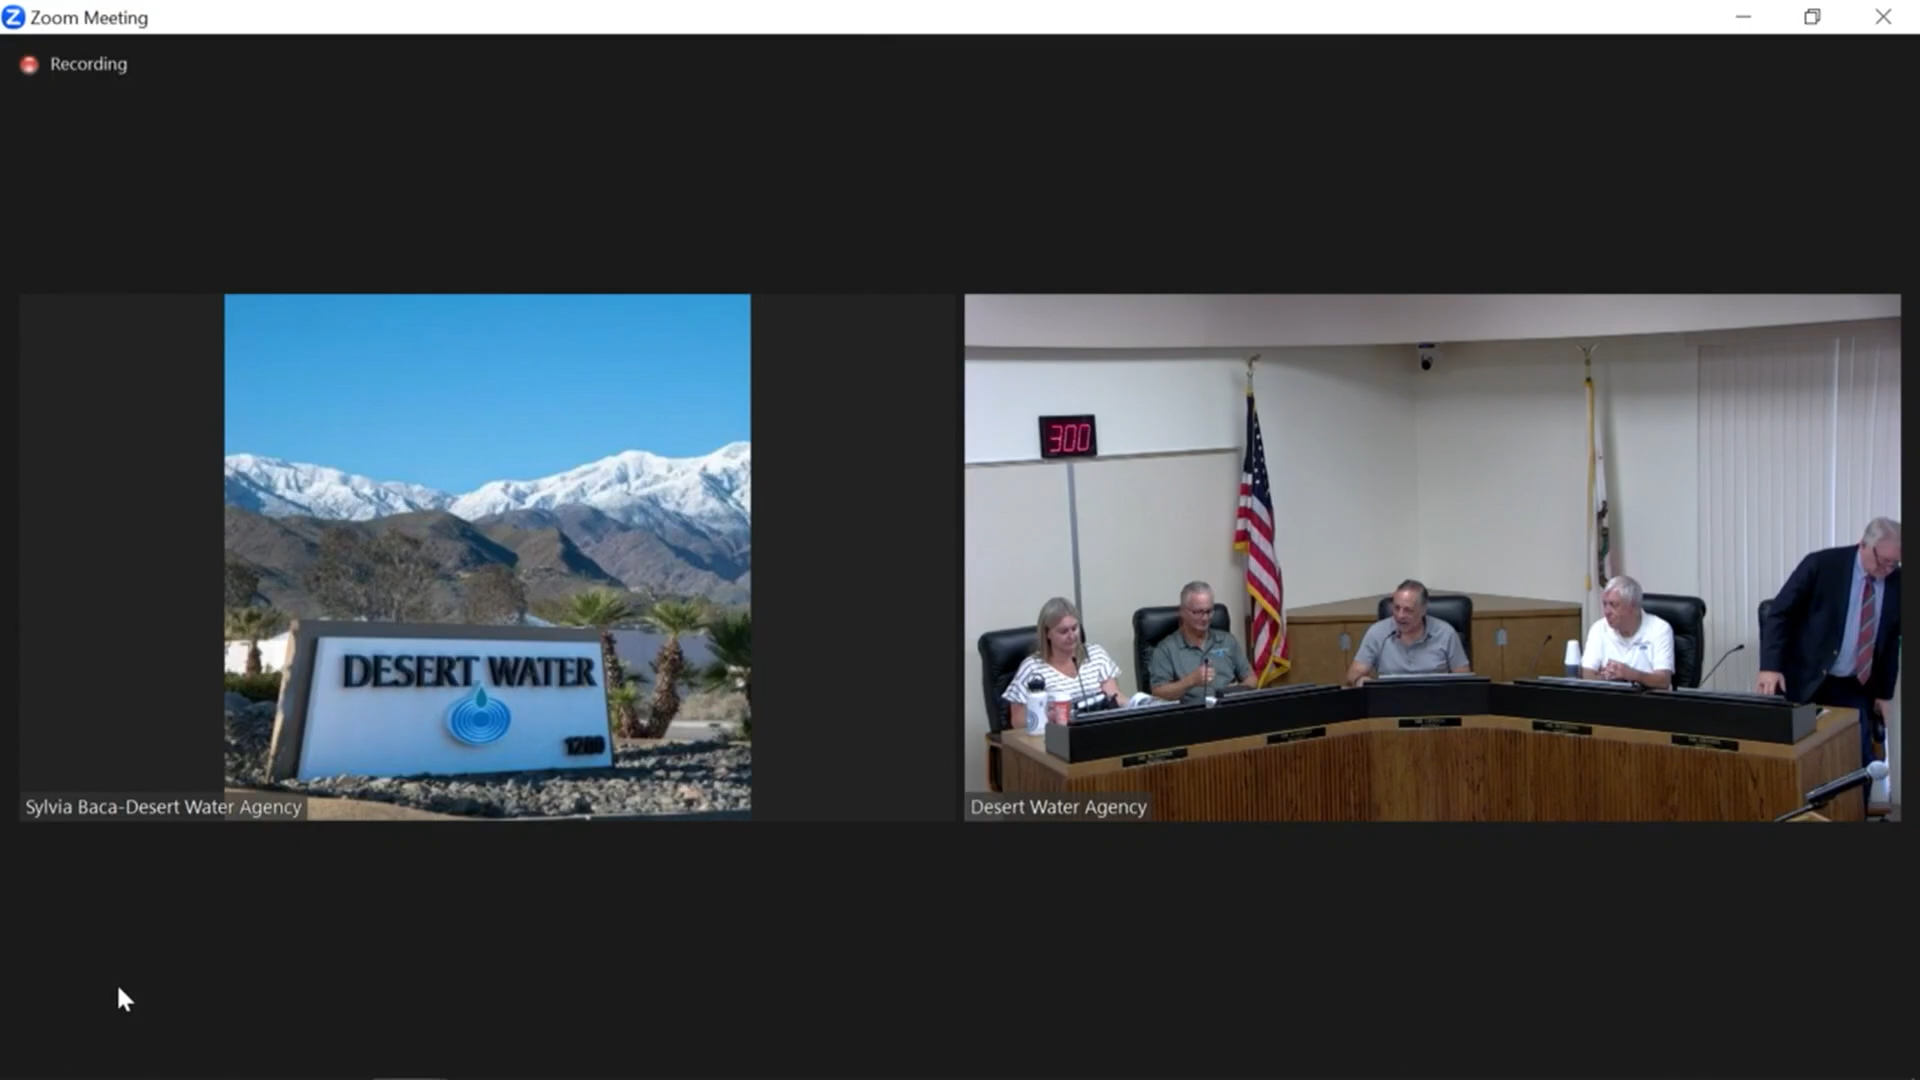 Zoom Meeting
Recording
300
DESERT WATER
1200
Sylvia Baca-Desert Water Agency
Desert Water Agency